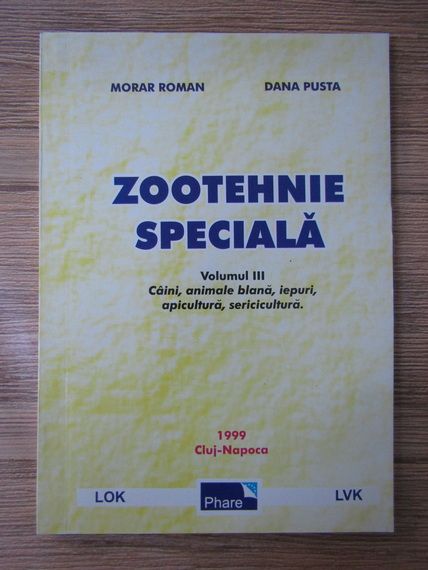 MORAR ROMAN DANA PUSTA
ZOOTEHNIE
SPECIALĂ
Volumul III
Câini, animale blană, iepuri,
apicultură, sericicultură.
1999
Cluj-Napoca
LOK Phare LVK